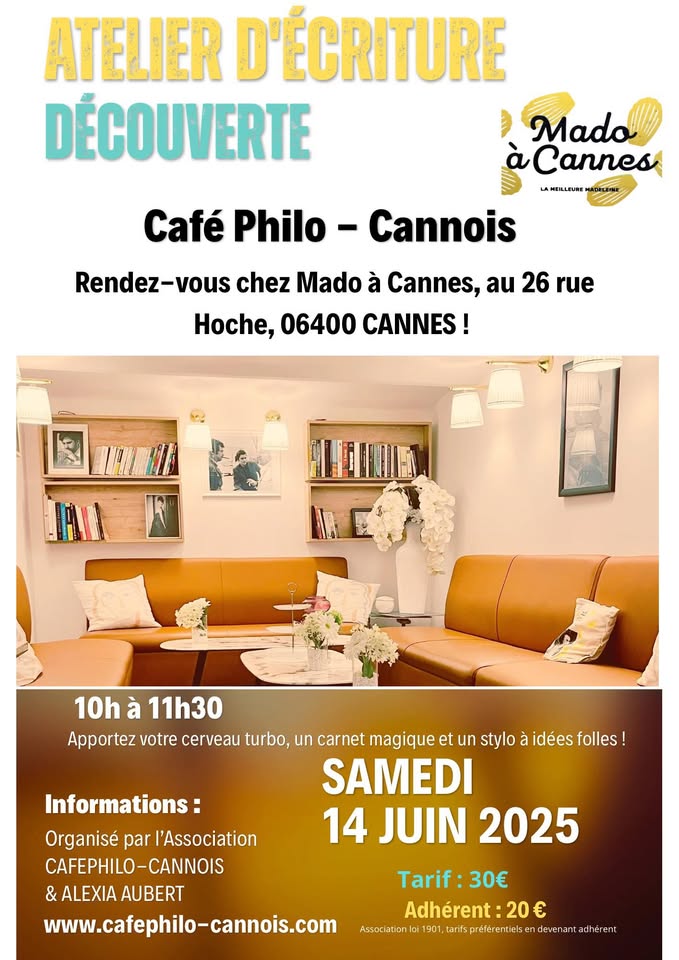 ATELIER D'ÉCRITURE
DÉCOUVERTE
Mado
à Cannes
LA MEILLEURE MADELEINE
Café Philo - Cannois
Rendez-vous chez Mado à Cannes, au 26 rue
Hoche, 06400 CANNES !
10h à 11h30
Apportez votre cerveau turbo, un carnet magique et un stylo à idées folles !
SAMEDI
14 JUIN 2025
Informations :
Organisé par l'Association
CAFEPHILO-CANNOIS
& ALEXIA AUBERT
www.cafephilo-cannois.com
Tarif : 30€
Adhérent : 20 €
Association loi 1901, tarifs préférentiels en devenant adhérent